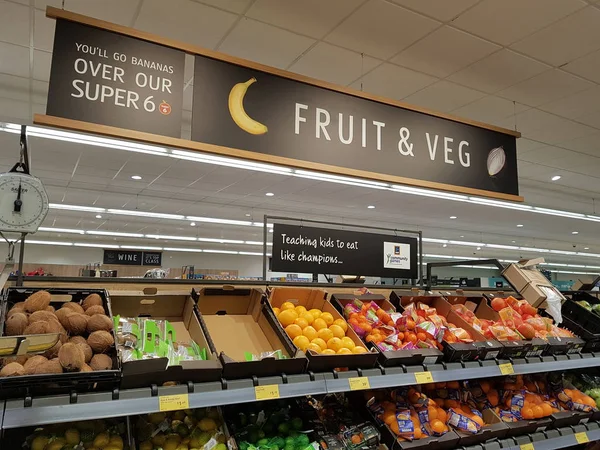 YOU'LL GO BANANAS
OVER OUR
SUPER 6
FRUIT & VEG
Teaching kids to eat
like champions...
WINE